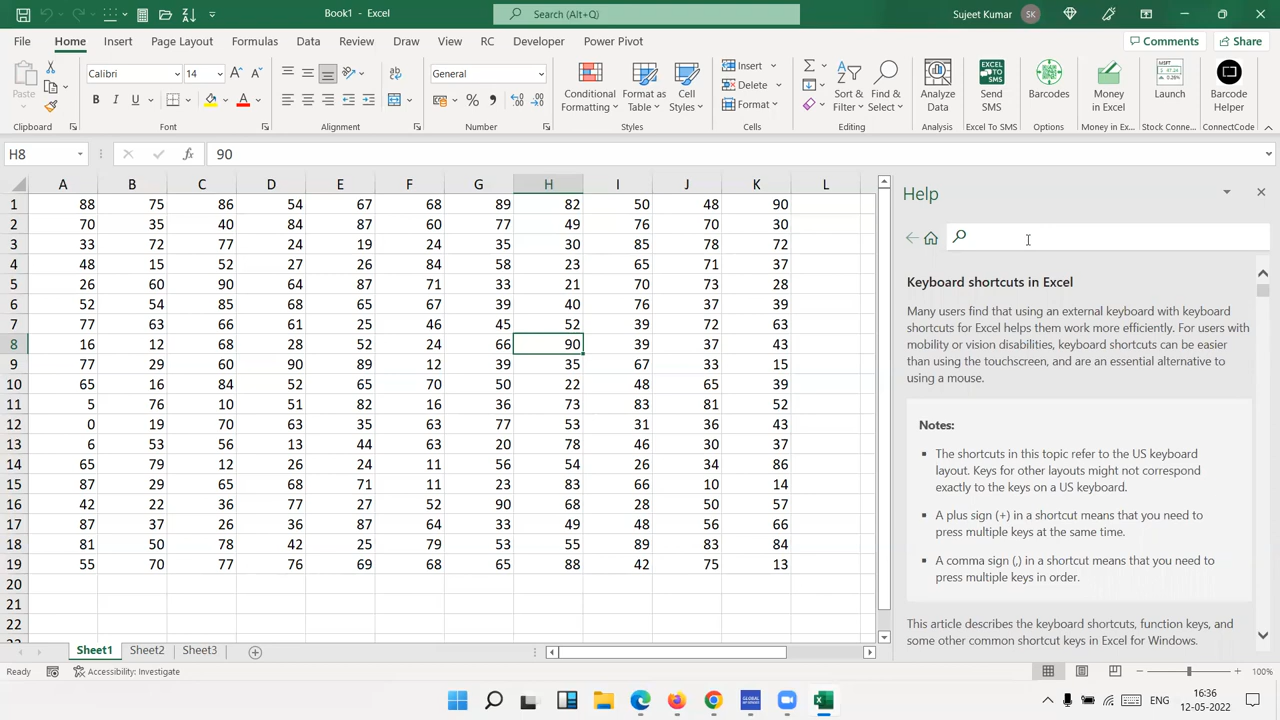 Book1 - Excel
Search (Alt+Q)
Sujeet Kumar SK
File Home Insert Page Layout Formulas Data Review Draw View RC Developer Help Power Pivot
Comments Share
Paste
Clipboard
Calibri 14
B I U
Font
Alignment
General
Number
Conditional Formatting
Format as Table
Cell Styles
Styles
Insert
Delete
Format
Cells
Sort & Filter
Find & Select
Editing
Analyze Data
Analysis
EXCEL TO SMS
Send SMS
Excel To SMS
Barcodes
Options
Money in Excel
Money in Ex...
MSFT
Launch
Stock Conne...
Barcode Helper
ConnectCode
H8
fx
90
A B C D E F G H I J K L
1 88 75 86 54 67 68 89 82 50 48 90
2 70 35 40 84 87 60 77 49 76 70 30
3 33 72 77 24 19 24 35 30 85 78 72
4 48 15 52 27 26 84 58 23 65 71 37
5 26 60 90 64 87 71 33 21 70 73 28
6 52 54 85 68 65 67 39 40 76 37 39
7 77 63 66 61 25 46 45 52 39 72 63
8 16 12 68 28 52 24 66 90 39 37 43
9 77 29 60 90 89 12 39 35 67 33 15
10 65 16 84 52 65 70 50 22 48 65 39
11 5 76 10 51 82 16 36 73 83 81 52
12 0 19 70 63 35 63 77 53 31 36 43
13 6 53 56 13 44 63 20 78 46 30 37
14 65 79 12 26 24 11 56 54 26 34 86
15 87 29 65 68 71 11 23 83 66 10 14
16 42 22 36 77 27 52 90 68 28 50 57
17 87 37 26 36 87 64 33 49 48 56 66
18 81 50 78 42 25 79 53 55 89 83 84
19 55 70 77 76 69 68 65 88 42 75 13
20
21
22
Sheet1 Sheet2 Sheet3
Help
Keyboard shortcuts in Excel
Many users find that using an external keyboard with keyboard
shortcuts for Excel helps them work more efficiently. For users with
mobility or vision disabilities, keyboard shortcuts can be easier
than using the touchscreen, and are an essential alternative to
using a mouse.
Notes:
The shortcuts in this topic refer to the US keyboard
layout. Keys for other layouts might not correspond
exactly to the keys on a US keyboard.
A plus sign (+) in a shortcut means that you need to
press multiple keys at the same time.
A comma sign (,) in a shortcut means that you need to
press multiple keys in order.
This article describes the keyboard shortcuts, function keys, and
some other common shortcut keys in Excel for Windows.
Ready Accessibility: Investigate
100%
ENG
16:36
12-05-2022